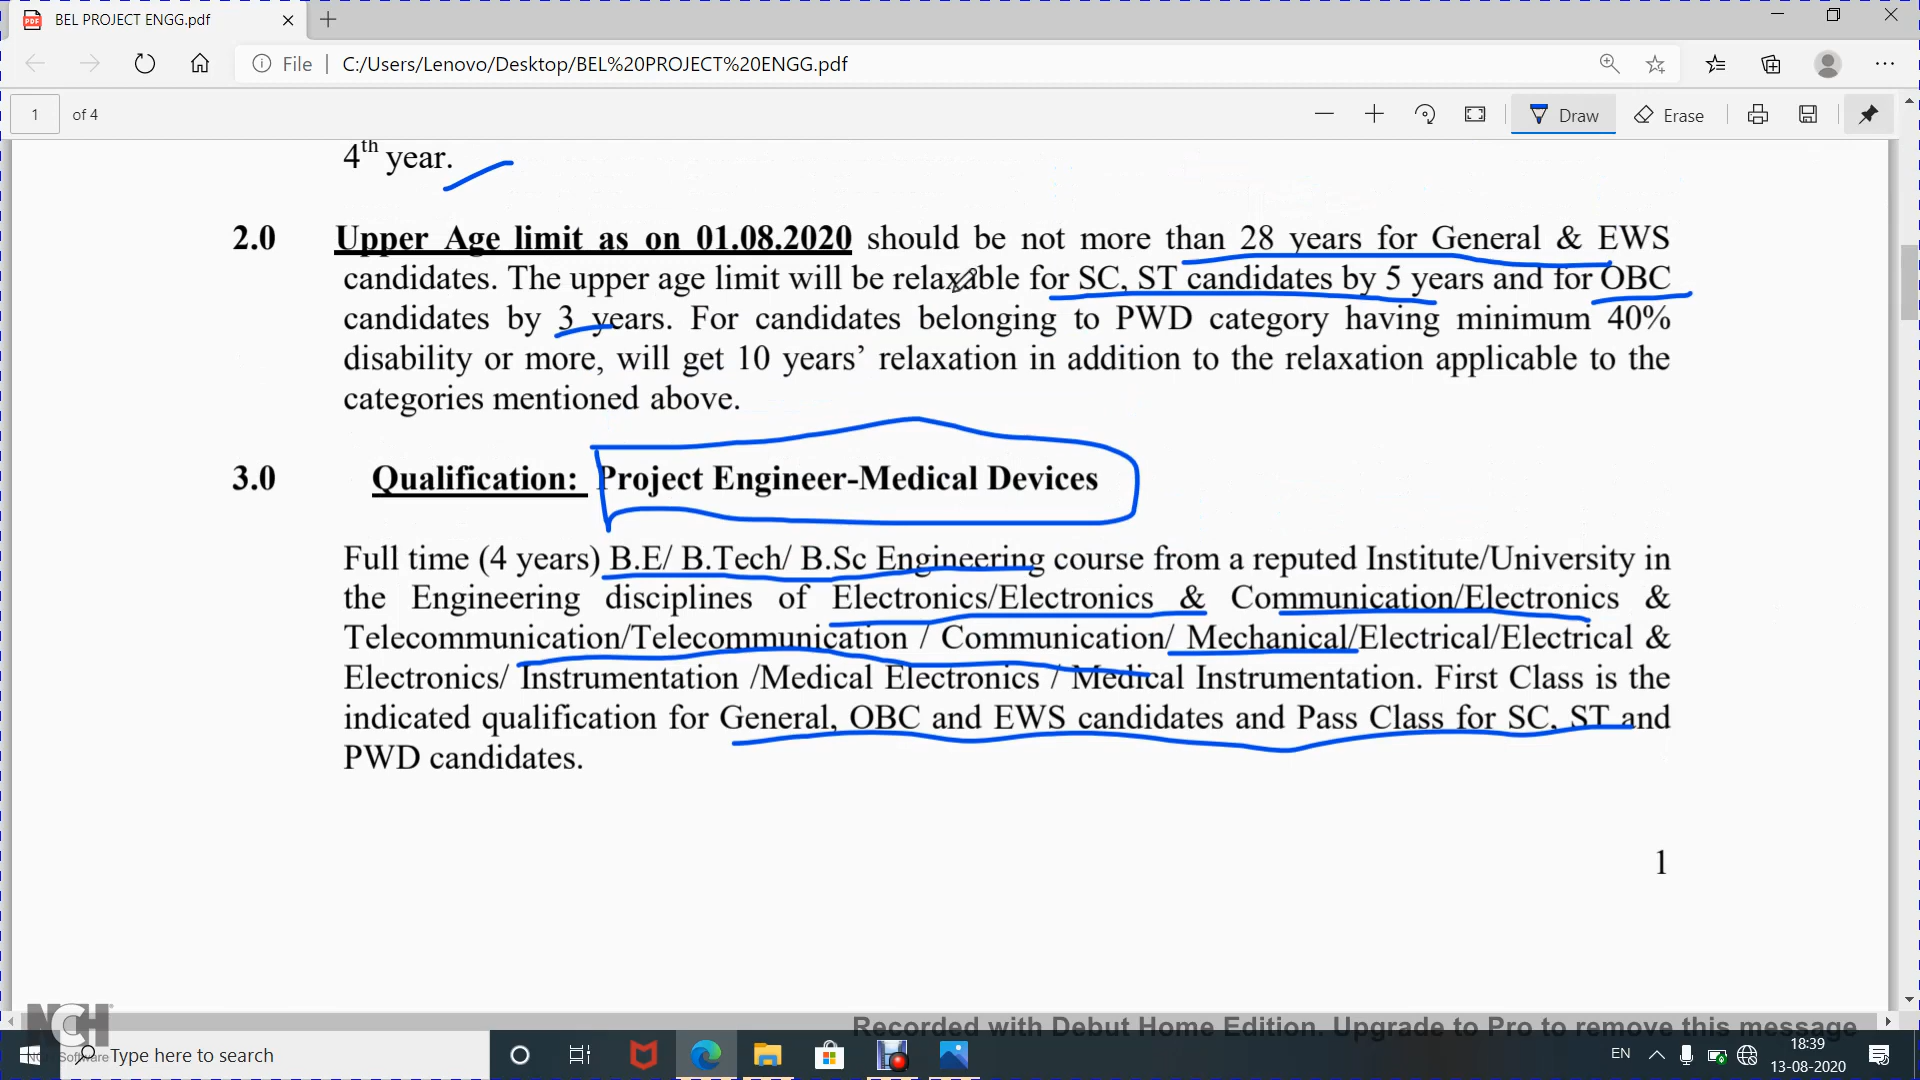 BEL PROJECT ENGG.pdf
File
C:/Users/Lenovo/Desktop/BEL%20PROJECT%20ENGG.pdf
1 of 4
Draw
Erase
4th year.
2.0 Upper Age limit as on 01.08.2020 should be not more than 28 years for General & EWS
candidates. The upper age limit will be relaxable for SC, ST candidates by 5 years and for OBC
candidates by 3 years. For candidates belonging to PWD category having minimum 40%
disability or more, will get 10 years’ relaxation in addition to the relaxation applicable to the
categories mentioned above.
3.0 Qualification: Project Engineer-Medical Devices
Full time (4 years) B.E/ B.Tech/ B.Sc Engineering course from a reputed Institute/University in
the Engineering disciplines of Electronics/Electronics & Communication/Electronics &
Telecommunication/Telecommunication / Communication/ Mechanical/Electrical/Electrical &
Electronics/ Instrumentation /Medical Electronics / Medical Instrumentation. First Class is the
indicated qualification for General, OBC and EWS candidates and Pass Class for SC, ST and
PWD candidates.
1
NCH
NCH Software
Recorded with Debut Home Edition. Upgrade to Pro to remove this message
Type here to search
EN
18:39
13-08-2020